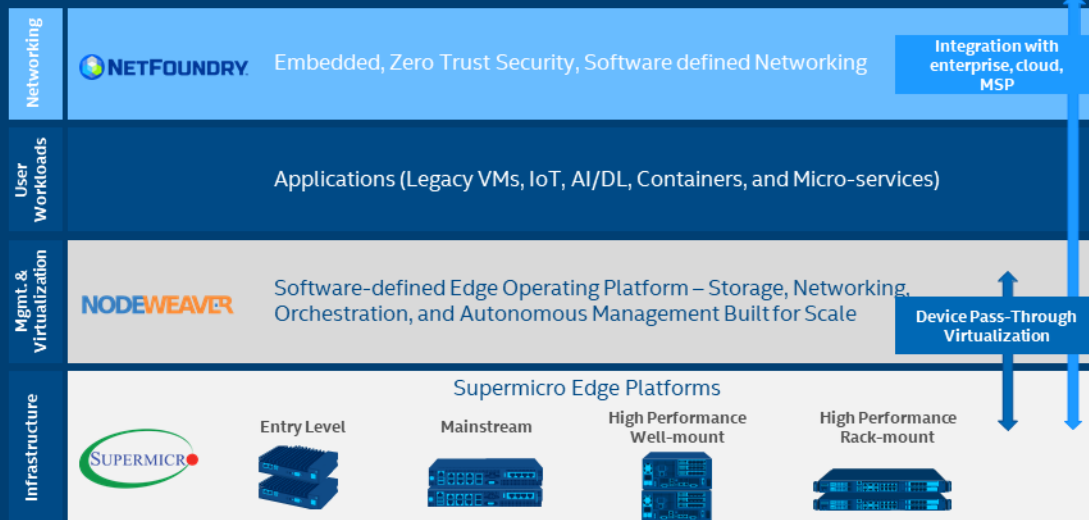 Networking
NETFOUNDRY.
Embedded, Zero Trust Security, Software defined Networking
Integration with
enterprise, cloud,
MSP
User
Workloads
Applications (Legacy VMs, IoT, AI/DL, Containers, and Micro-services)
Mgmt. &
Virtualization
NODEWEAVER
Software-defined Edge Operating Platform – Storage, Networking,
Orchestration, and Autonomous Management Built for Scale
Device Pass-Through
Virtualization
Infrastructure
Supermicro Edge Platforms
SUPERMICRO
Entry Level
Mainstream
High Performance
Well-mount
High Performance
Rack-mount